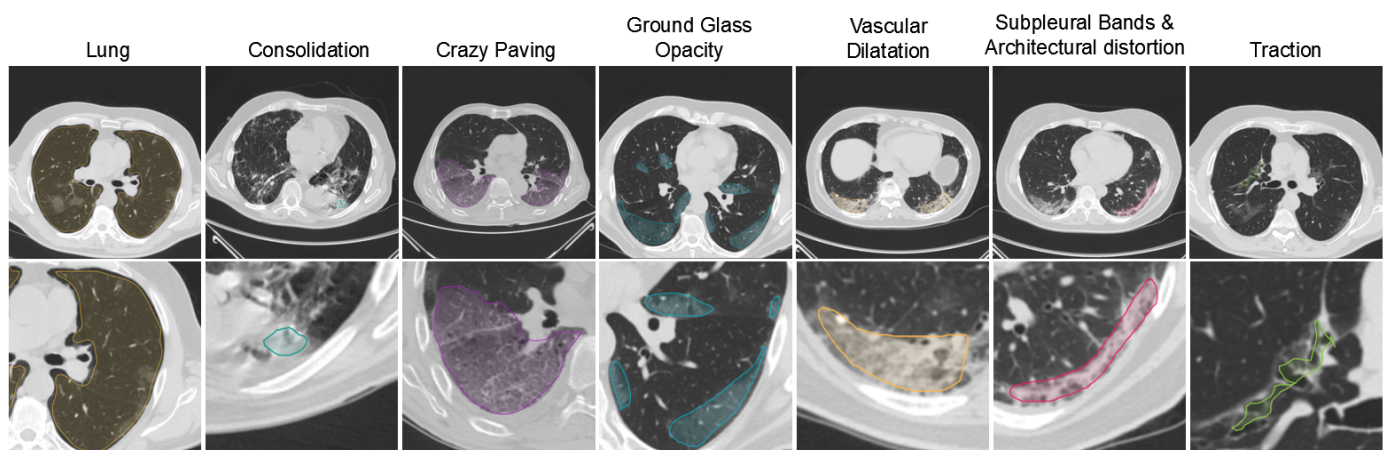 Lung
Consolidation
Crazy Paving
Ground Glass
Opacity
Vascular
Dilatation
Subpleural Bands &
Architectural distortion
Traction